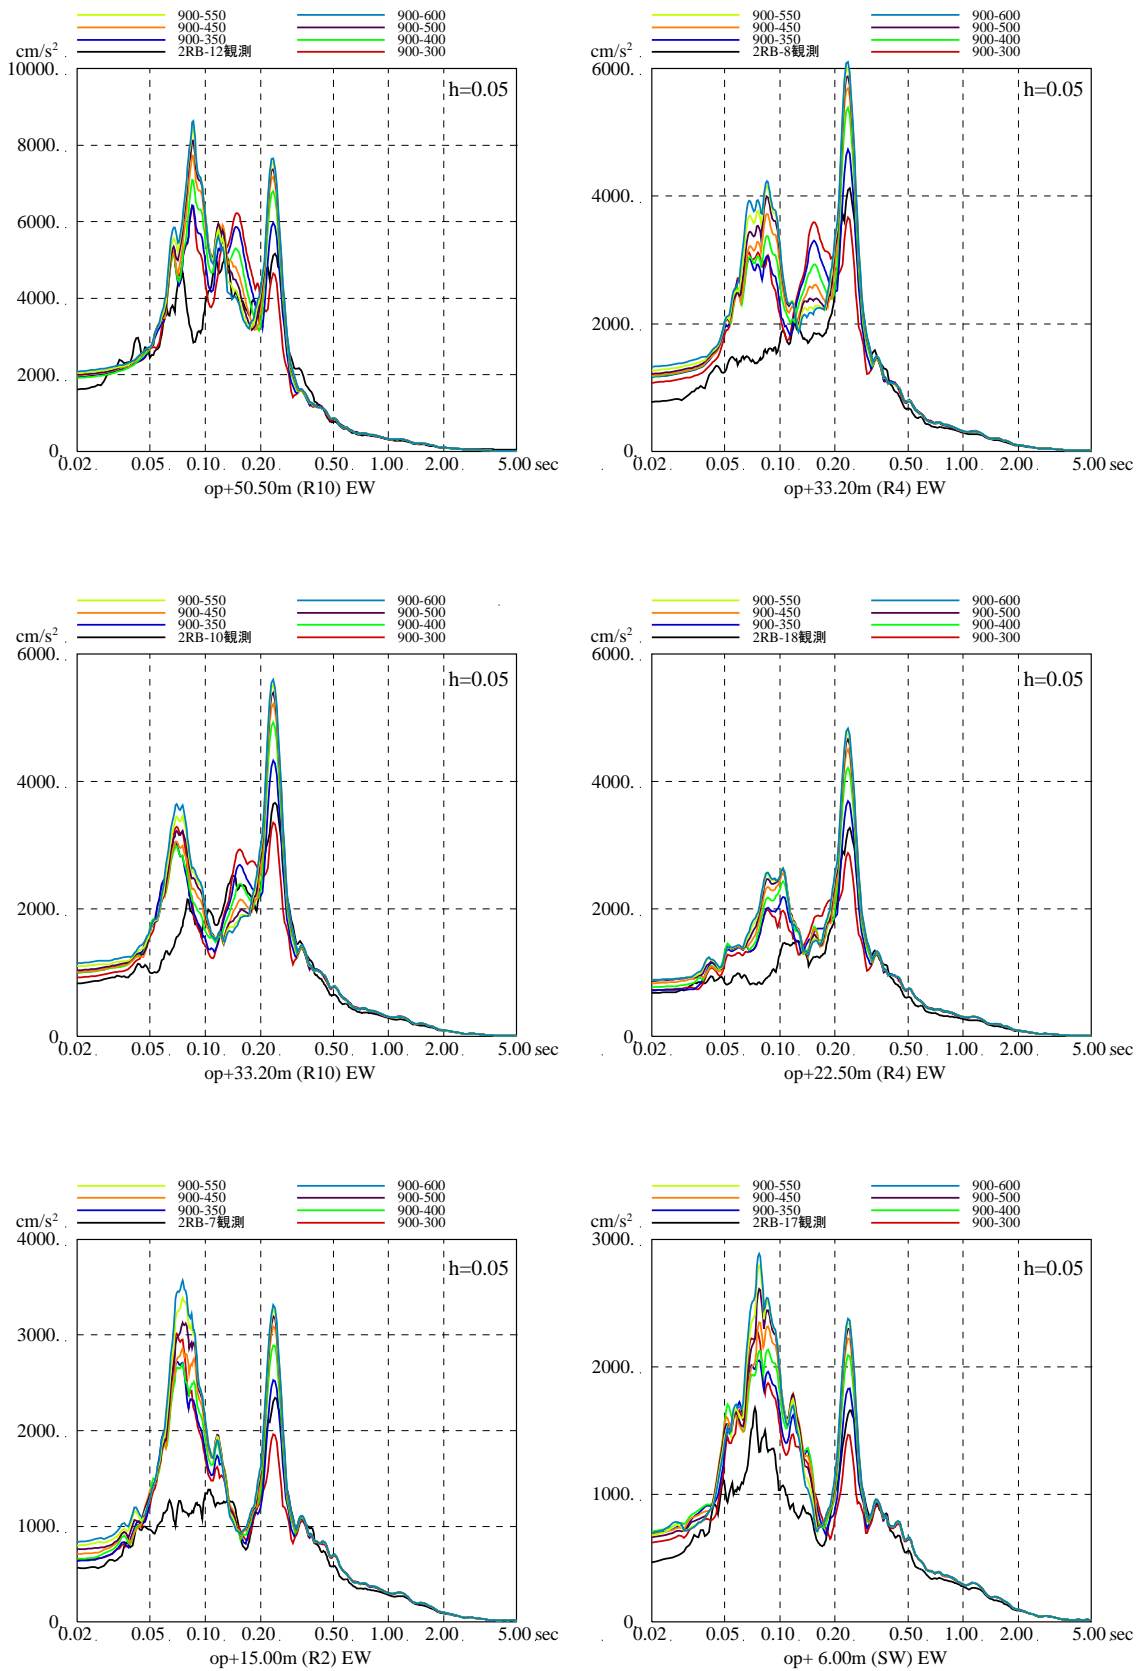 900-550 900-600
900-450 900-500
900-350 900-400
2RB-12観測 900-300
cm/s²
10000.
h=0.05
8000.
6000.
4000.
2000.
0.
0.02 0.05 0.10 0.20 0.50 1.00 2.00 5.00 sec
op+50.50m (R10) EW
900-550 900-600
900-450 900-500
900-350 900-400
2RB-8観測 900-300
cm/s²
6000.
h=0.05
4000.
2000.
0.
0.02 0.05 0.10 0.20 0.50 1.00 2.00 5.00 sec
op+33.20m (R4) EW
900-550 900-600
900-450 900-500
900-350 900-400
2RB-10観測 900-300
cm/s²
6000.
h=0.05
4000.
2000.
0.
0.02 0.05 0.10 0.20 0.50 1.00 2.00 5.00 sec
op+33.20m (R10) EW
900-550 900-600
900-450 900-500
900-350 900-400
2RB-18観測 900-300
cm/s²
6000.
h=0.05
4000.
2000.
0.
0.02 0.05 0.10 0.20 0.50 1.00 2.00 5.00 sec
op+22.50m (R4) EW
900-550 900-600
900-450 900-500
900-350 900-400
2RB-7観測 900-300
cm/s²
4000.
h=0.05
3000.
2000.
1000.
0.
0.02 0.05 0.10 0.20 0.50 1.00 2.00 5.00 sec
op+15.00m (R2) EW
900-550 900-600
900-450 900-500
900-350 900-400
2RB-17観測 900-300
cm/s²
3000.
h=0.05
2000.
1000.
0.
0.02 0.05 0.10 0.20 0.50 1.00 2.00 5.00 sec
op+ 6.00m (SW) EW